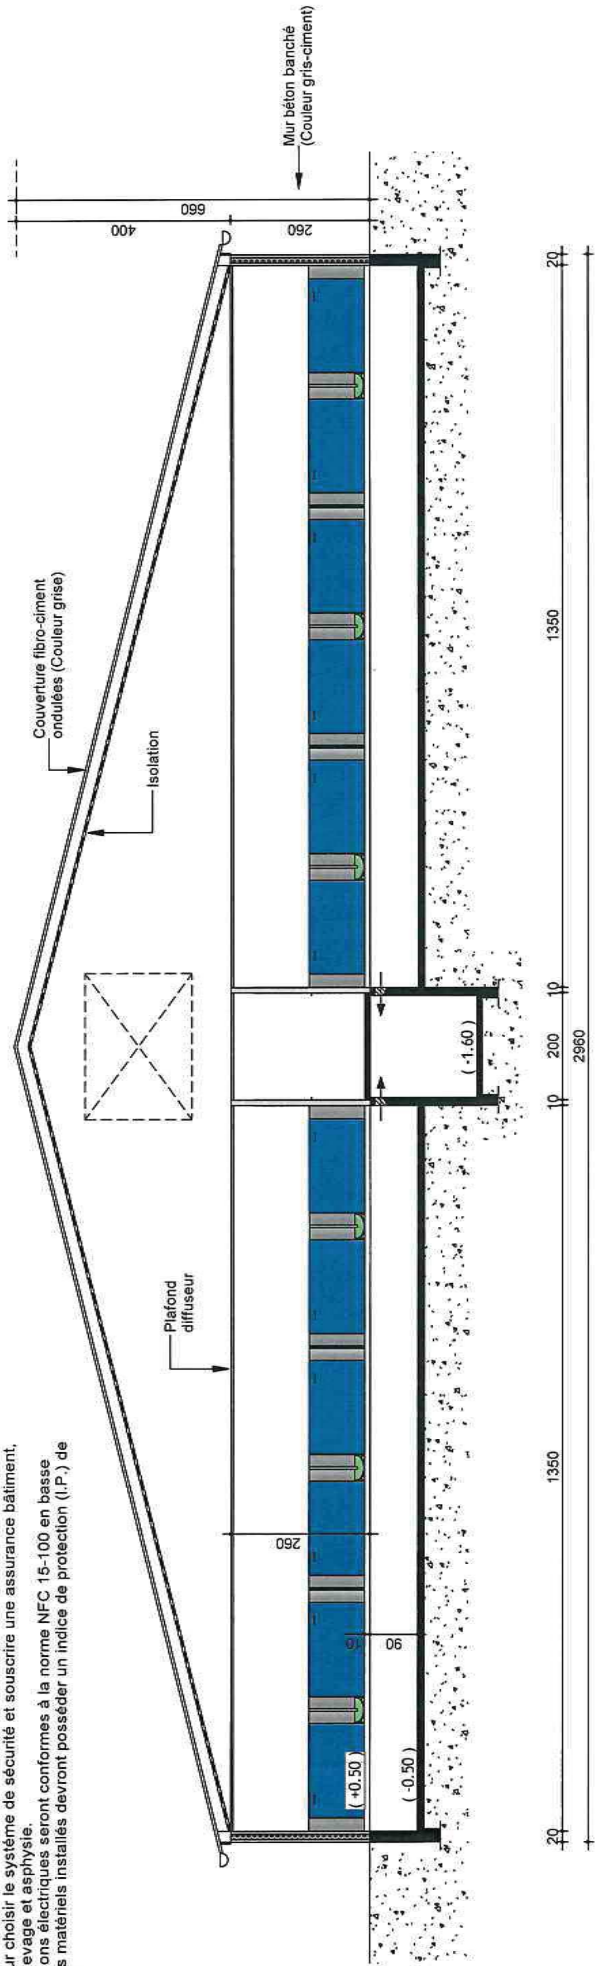 ur choisir le système de sécurité et souscrire une assurance bâtiment,
evage et asphysie.
ons électriques seront conformes à la norme NFC 15-100 en basse
s matériels installés devront posséder un indice de protection (I.P.) de
Couverture fibro-ciment
ondulées (Couleur grise)
Isolation
Plafond
diffuseur
Mur béton banché
(Couleur gris-ciment)
400
660
260
260
10
90
( +0.50 )
( -0.50 )
( -1.60 )
20
1350
10
200
10
1350
20
2960